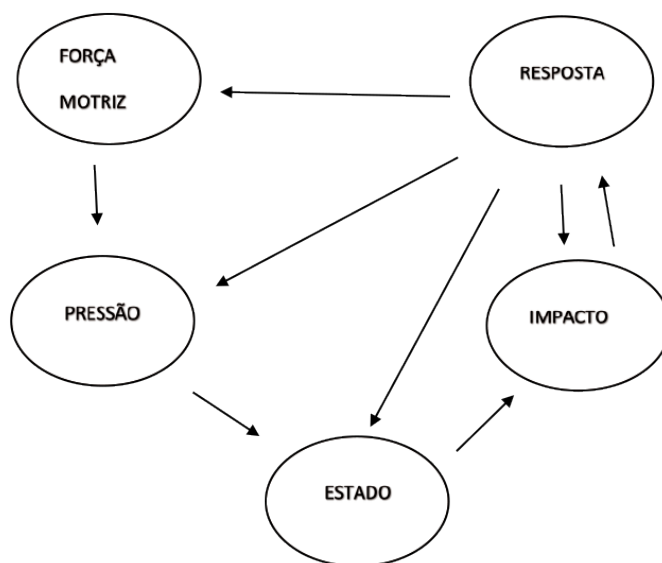 FORÇA
MOTRIZ
RESPOSTA
PRESSÃO
IMPACTO
ESTADO